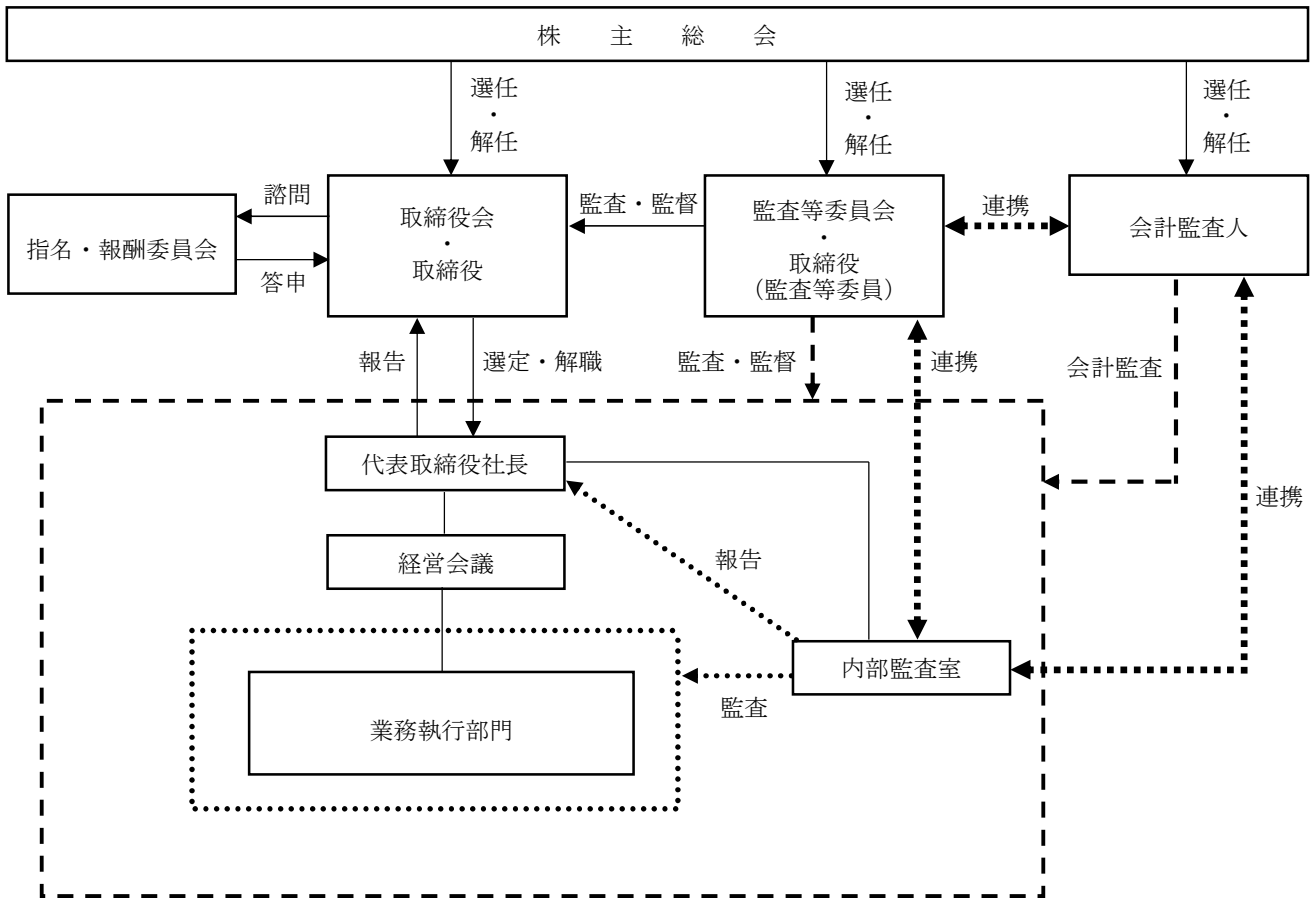 株主総会
選任
・
解任
選任
・
解任
選任
・
解任
指名・報酬委員会
諮問
答申
取締役会
・
取締役
監査・監督
監査等委員会
・
取締役
（監査等委員）
連携
会計監査人
報告
選定・解職
監査・監督
連携
会計監査
連携
代表取締役社長
経営会議
報告
内部監査室
監査
業務執行部門